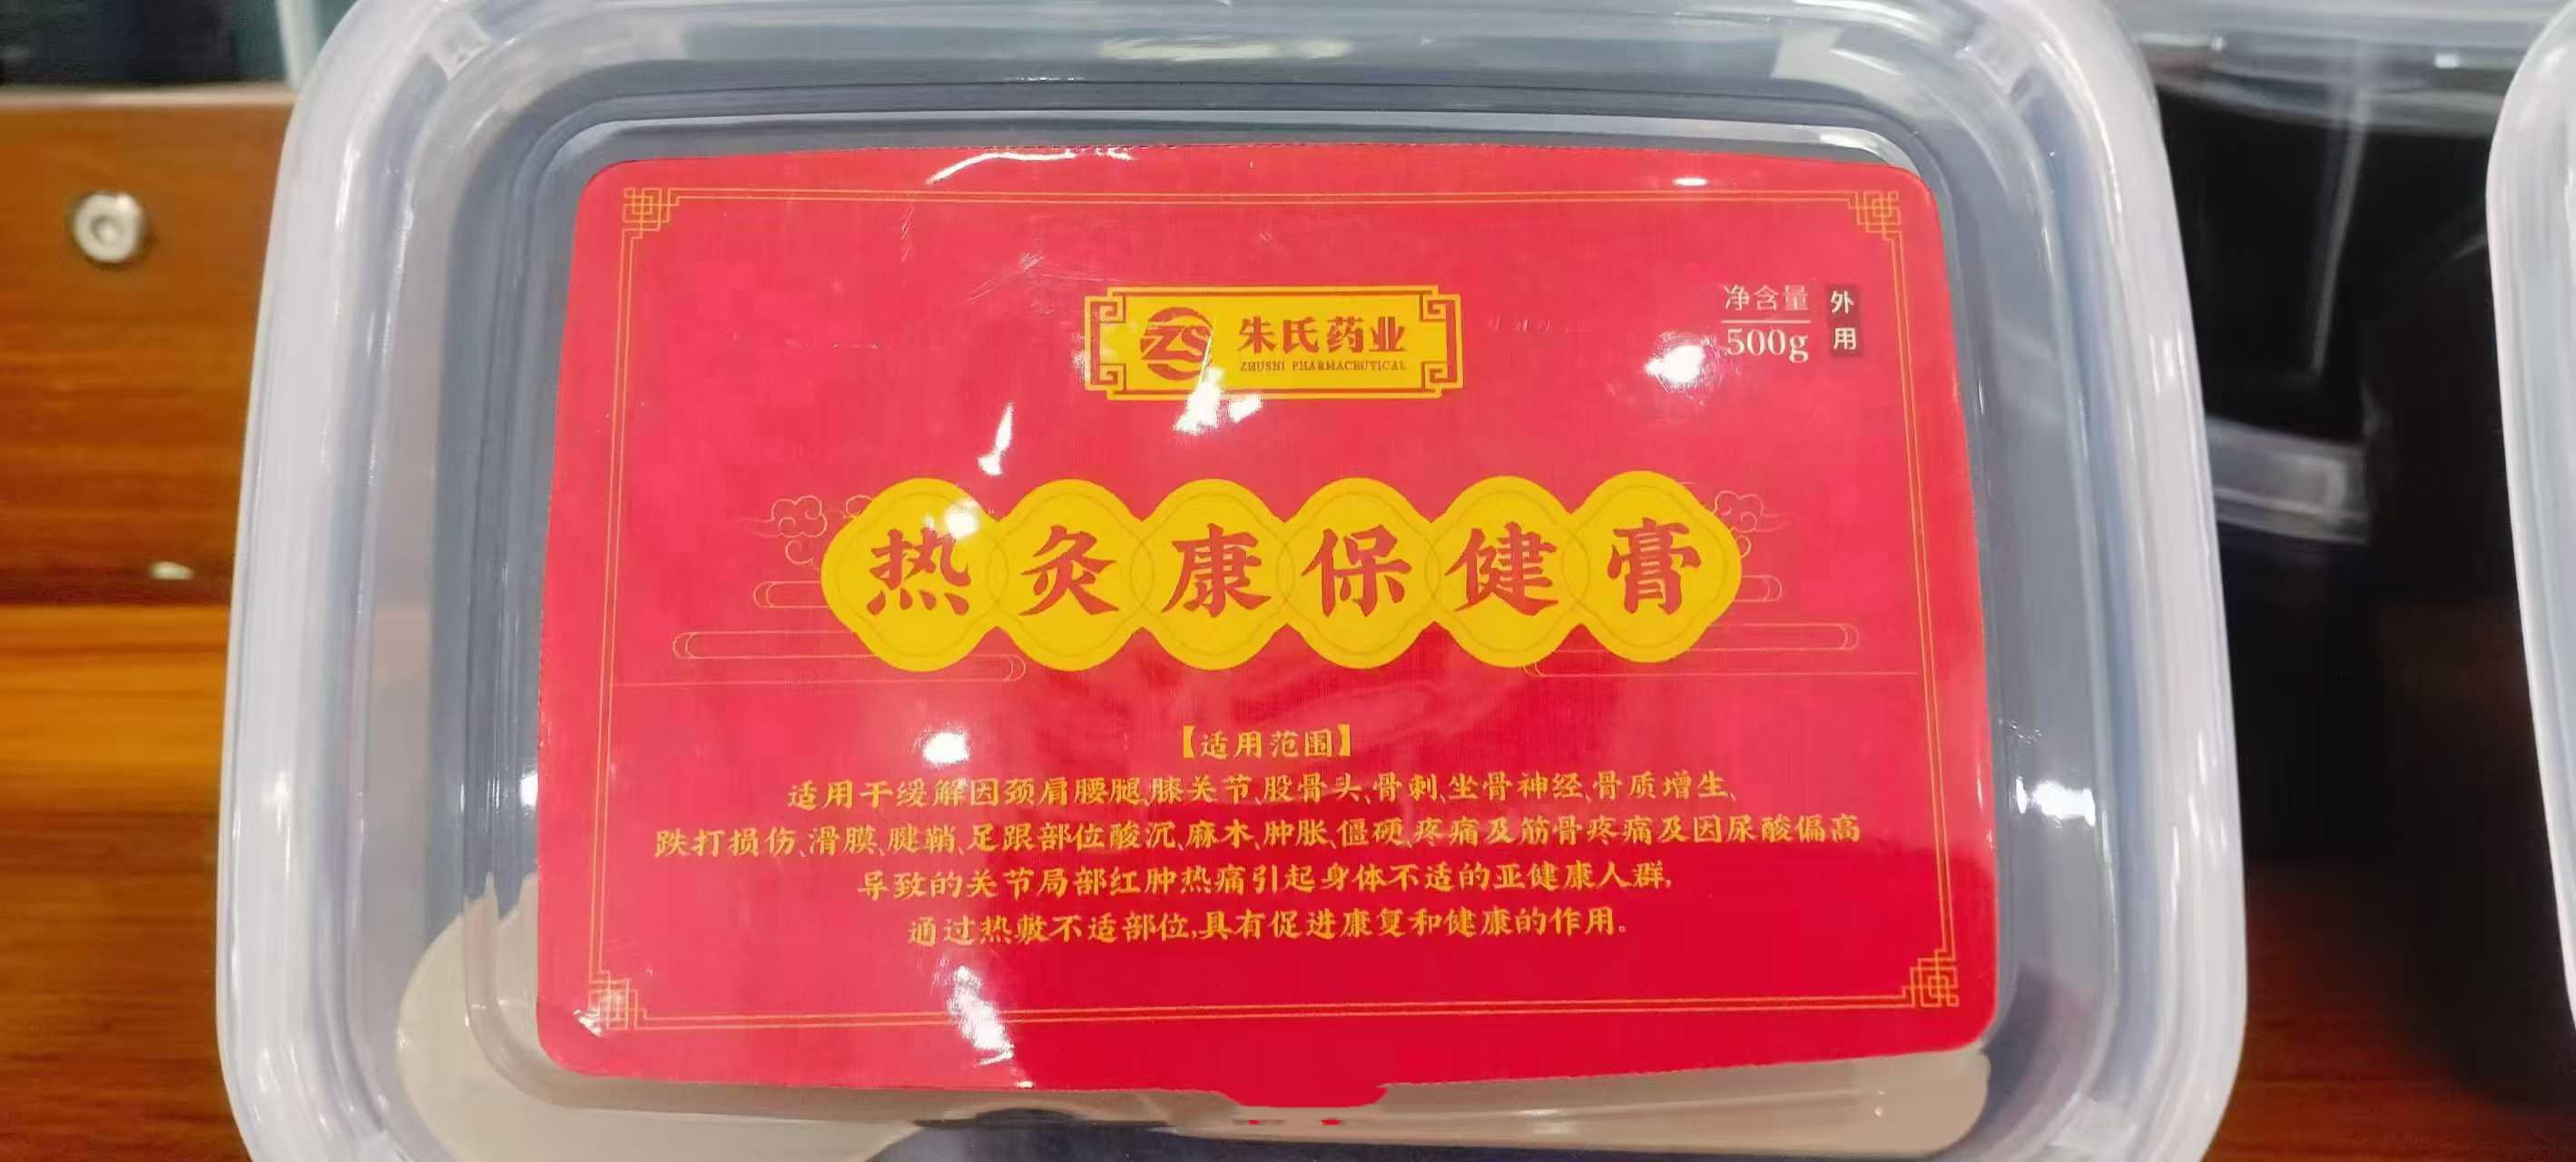 朱氏药业
ZHUSHI PHARMACEUTICAL
净含量
500g
外用
热灸康保健膏
【适用范围】
适用于缓解因颈肩腰腿、膝关节、股骨头、骨刺、坐骨神经、骨质增生、
跌打损伤、滑膜、腱鞘、足跟部位酸沉、麻木、肿胀、僵硬、疼痛及筋骨疼痛及因尿酸偏高
导致的关节局部红肿热痛引起身体不适的亚健康人群,
通过热敷不适部位,具有促进康复和健康的作用。